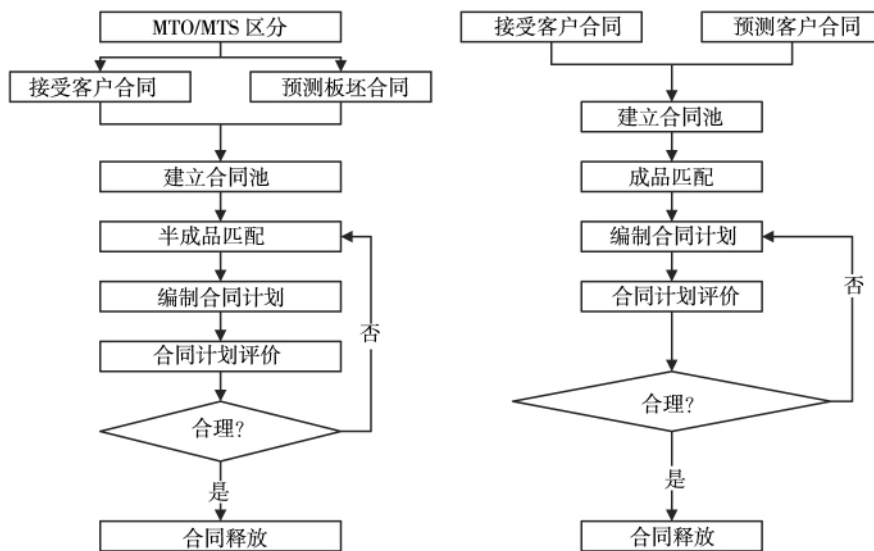 MTO/MTS 区分
接受客户合同
预测板坯合同
建立合同池
半成品匹配
编制合同计划
合同计划评价
否
合理?
是
合同释放
接受客户合同
预测客户合同
建立合同池
成品匹配
编制合同计划
合同计划评价
否
合理?
是
合同释放